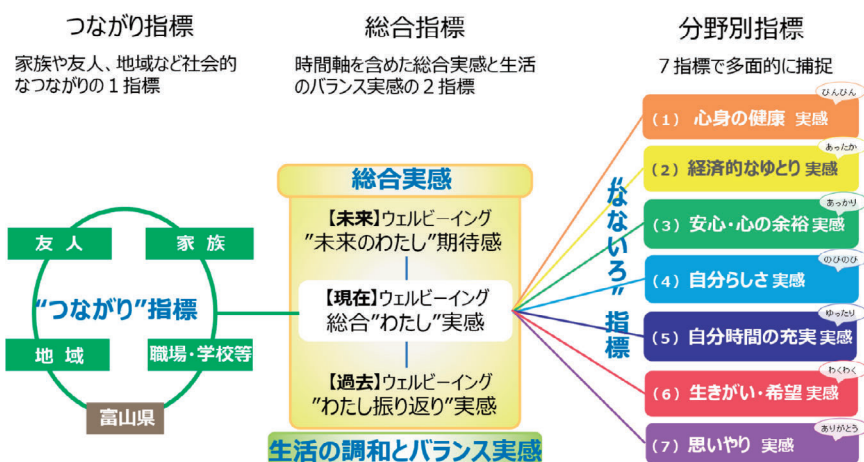 つながり指標
家族や友人、地域など社会的
なつながりの1指標
友人
家族
"つながり"指標
地域
職場・学校等
富山県
総合指標
時間軸を含めた総合実感と生活
のバランス実感の2指標
総合実感
【未来】ウェルビーイング
"未来のわたし"期待感
【現在】ウェルビーイング
総合"わたし"実感
【過去】ウェルビーイング
"わたし振り返り"実感
生活の調和とバランス実感
分野別指標
7指標で多面的に捕捉
"なないろ"指標
ぴんぴん
(1) 心身の健康 実感
あったか
(2) 経済的なゆとり 実感
あっかり
(3) 安心・心の余裕 実感
のびのび
(4) 自分らしさ 実感
ゆったり
(5) 自分時間の充実 実感
わくわく
(6) 生きがい・希望 実感
ありがとう
(7) 思いやり 実感